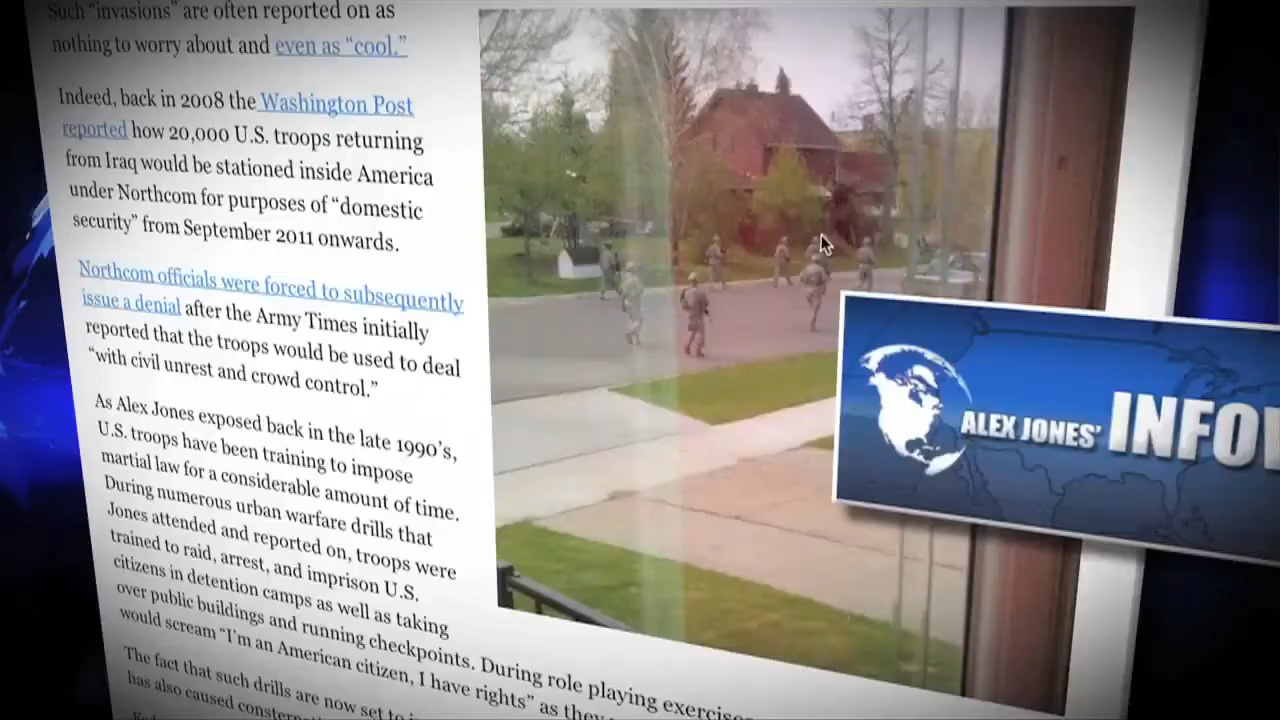 Such “invasions” are often reported on as
nothing to worry about and even as “cool.”
Indeed, back in 2008 the Washington Post
reported how 20,000 U.S. troops returning
from Iraq would be stationed inside America
under Northcom for purposes of “domestic
security” from September 2011 onwards.
Northcom officials were forced to subsequently
issue a denial after the Army Times initially
reported that the troops would be used to deal
“with civil unrest and crowd control.”
As Alex Jones exposed back in the late 1990’s,
U.S. troops have been training to impose
martial law for a considerable amount of time.
During numerous urban warfare drills that
Jones attended and reported on, troops were
trained to raid, arrest, and imprison U.S.
citizens in detention camps as well as taking
over public buildings and running checkpoints. During role playing exercises
would scream “I’m an American citizen, I have rights” as they
The fact that such drills are now set to
has also caused
ALEX JONES’ INFOW